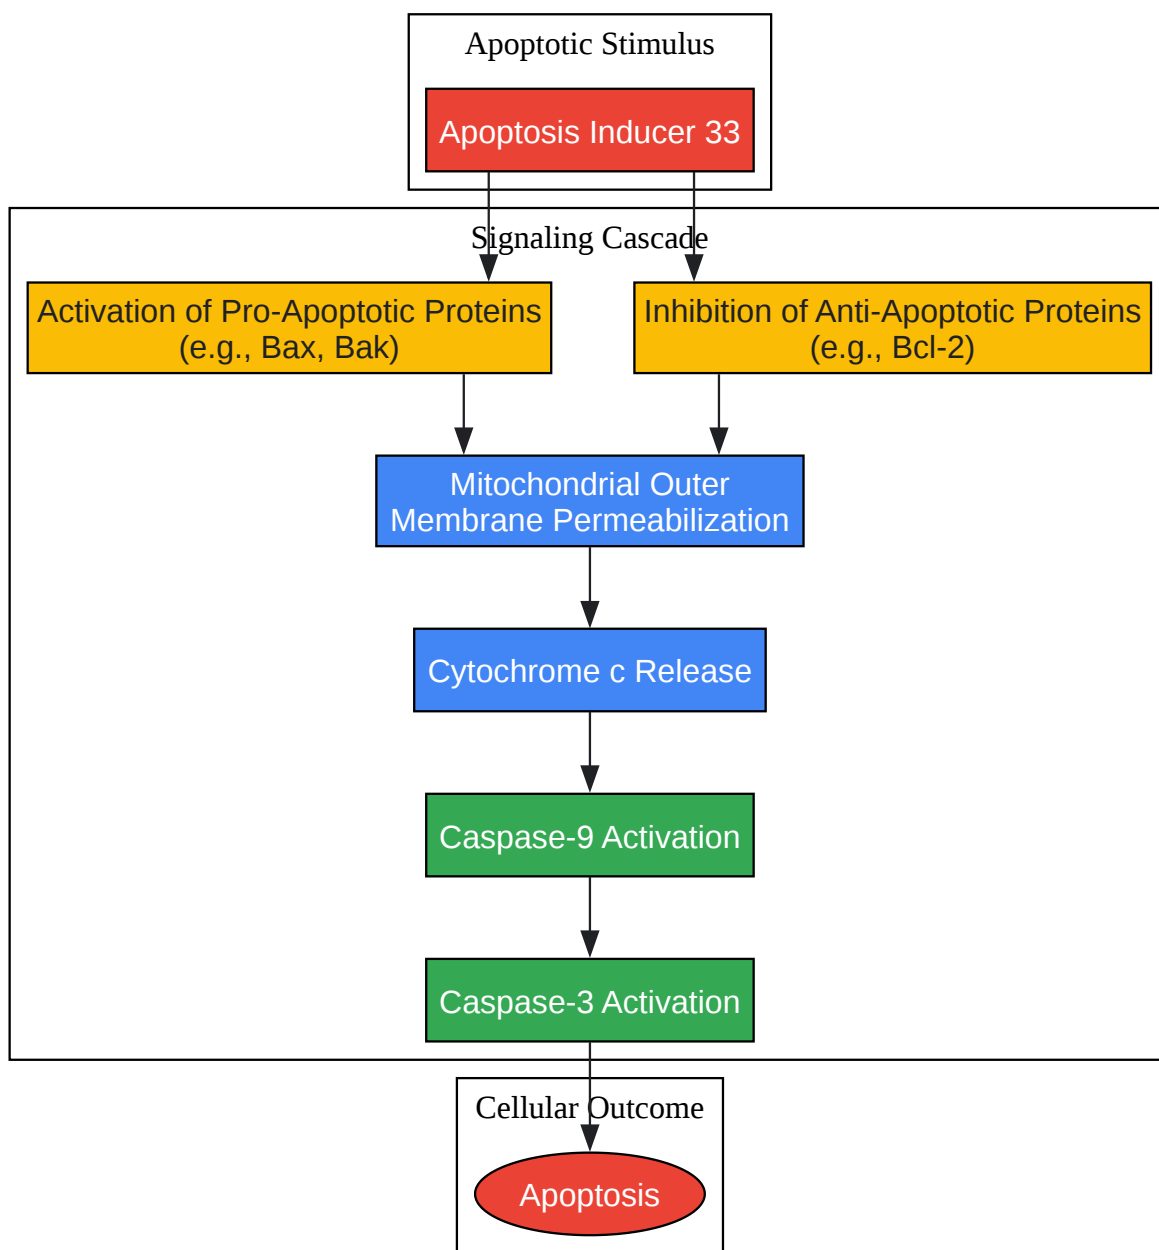 Apoptotic Stimulus
Apoptosis Inducer 33
Signaling Cascade
Activation of Pro-Apoptotic Proteins
(e.g., Bax, Bak)
Inhibition of Anti-Apoptotic Proteins
(e.g., Bcl-2)
Mitochondrial Outer
Membrane Permeabilization
Cytochrome c Release
Caspase-9 Activation
Caspase-3 Activation
Cellular Outcome
Apoptosis